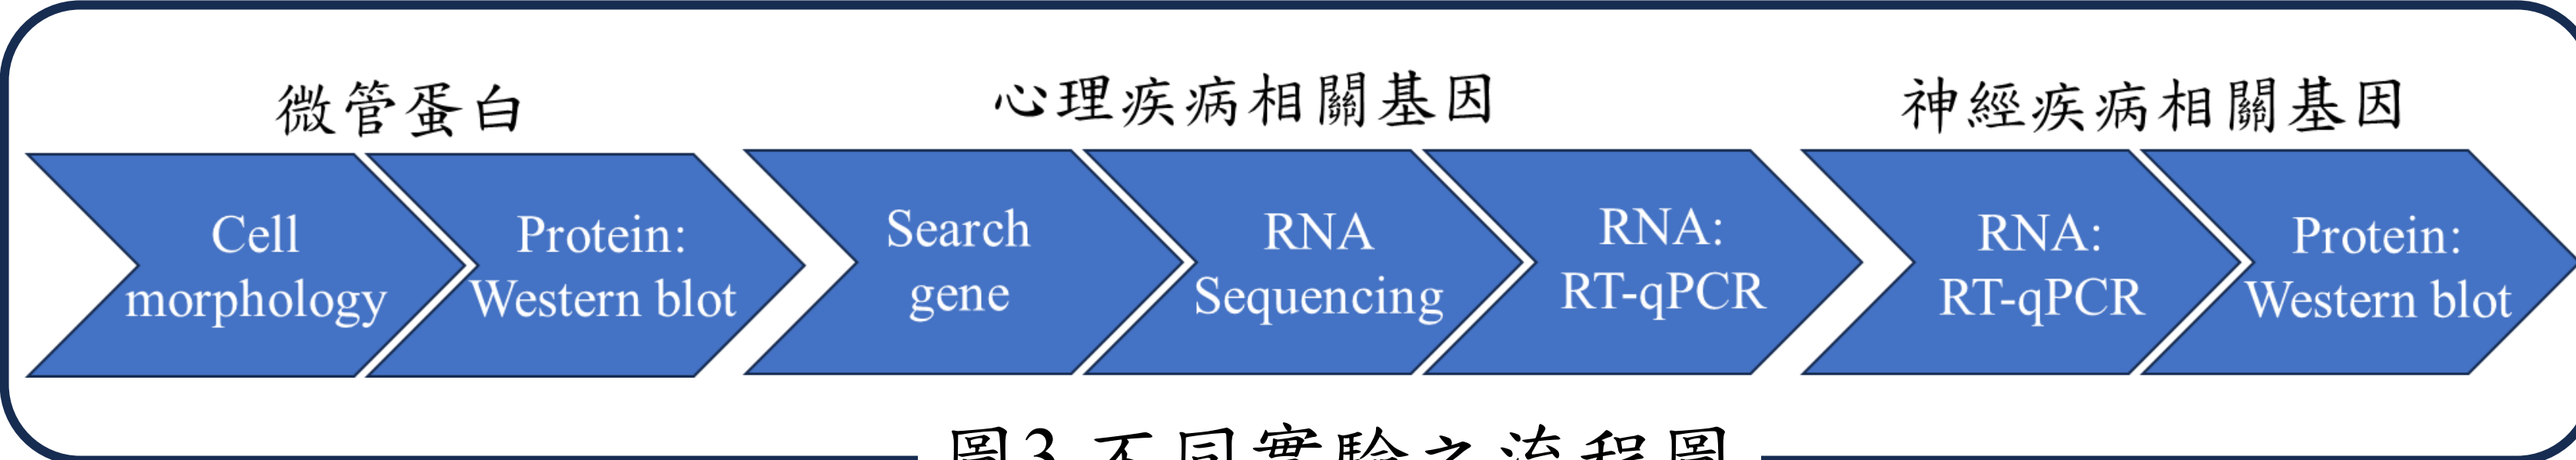 微管蛋白
Cell
morphology
Protein:
Western blot
心理疾病相關基因
Search
gene
RNA
Sequencing
RNA:
RT-qPCR
神經疾病相關基因
RNA:
RT-qPCR
Protein:
Western blot
圖3 不同實驗之流程圖